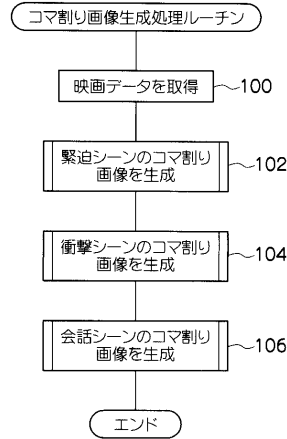 コマ割り画像生成処理ルーチン
映画データを取得
100
緊迫シーンのコマ割り
画像を生成
102
衝撃シーンのコマ割り
画像を生成
104
会話シーンのコマ割り
画像を生成
106
エンド